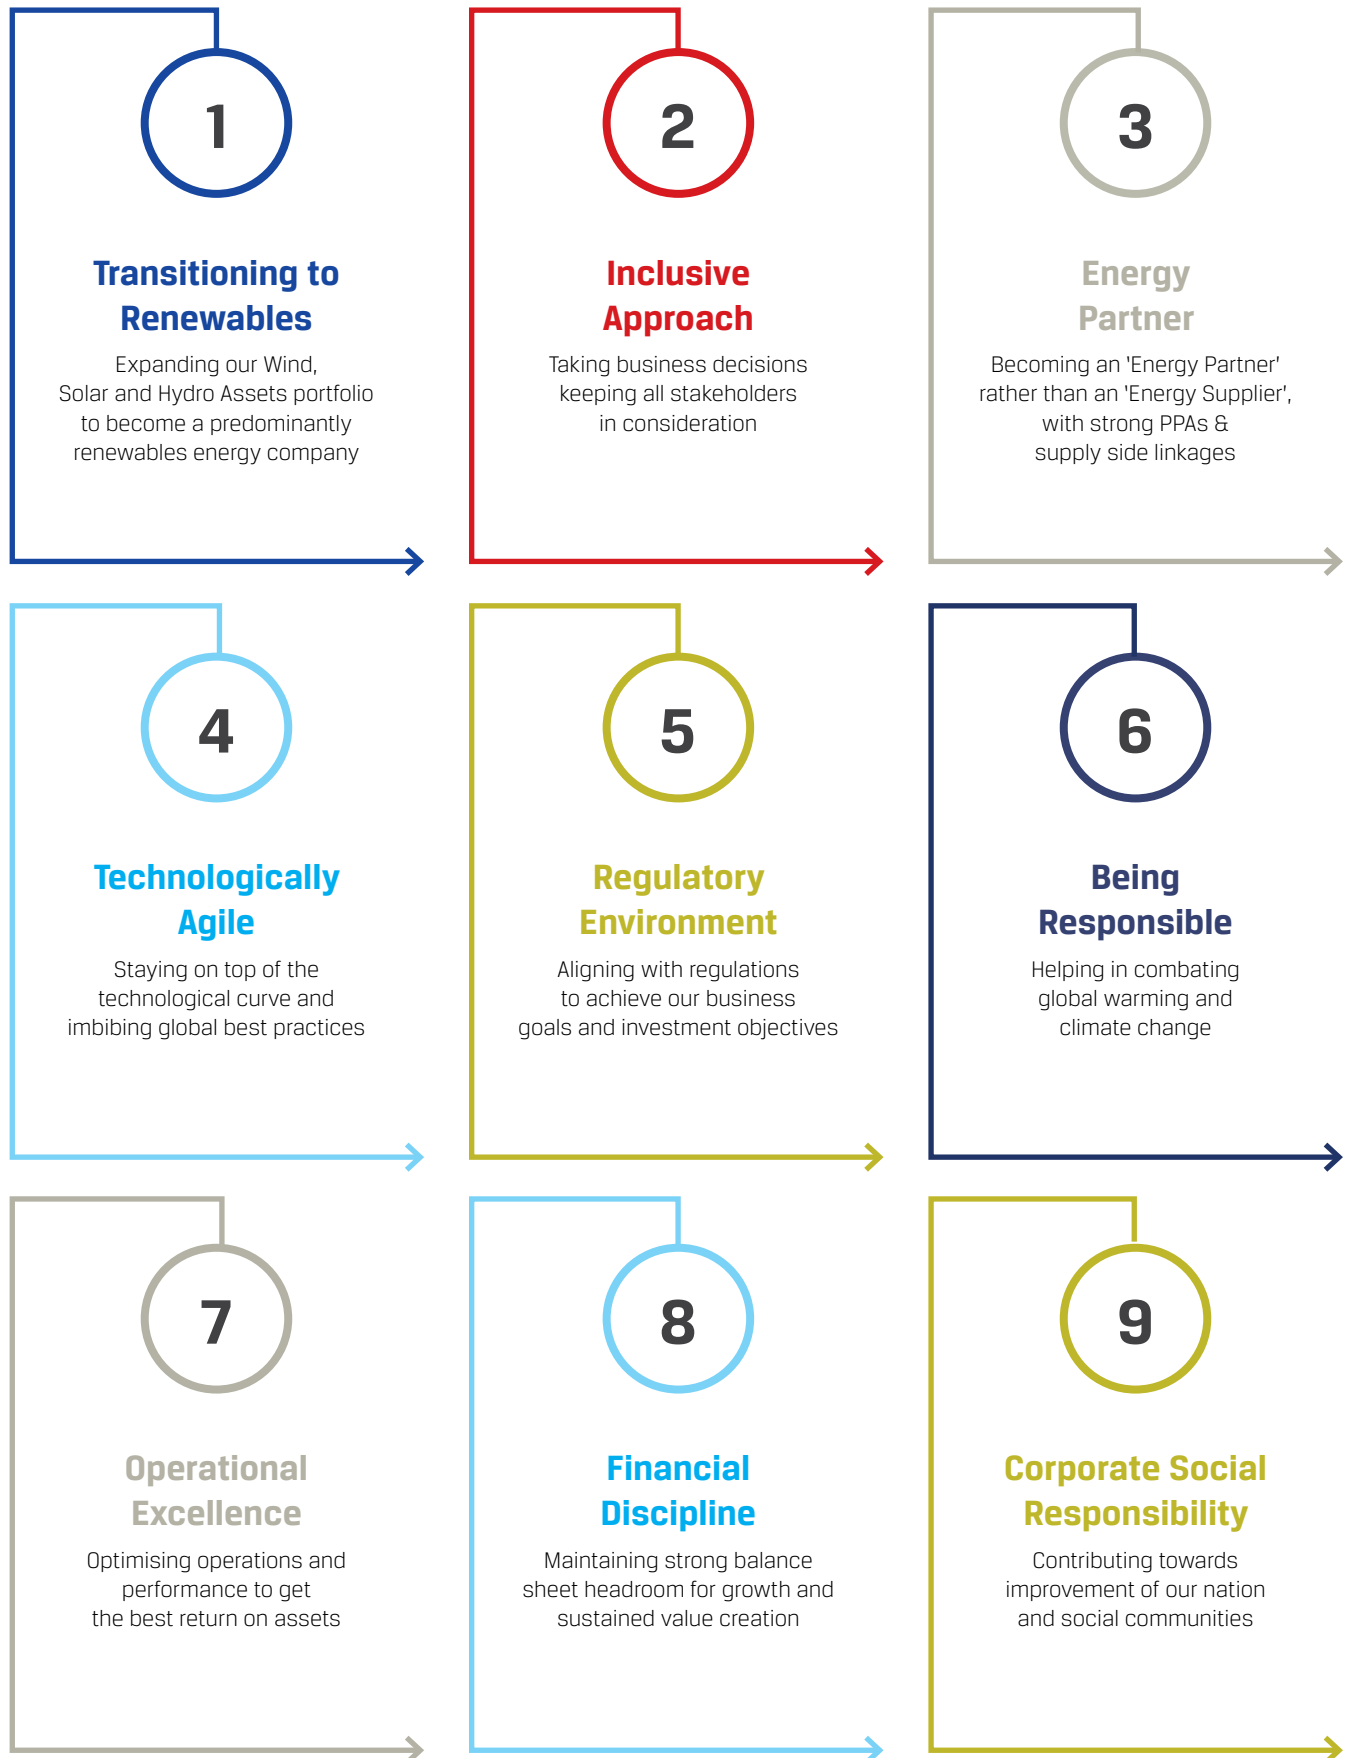 1
Transitioning to
Renewables
Expanding our Wind,
Solar and Hydro Assets portfolio
to become a predominantly
renewables energy company
2
Inclusive
Approach
Taking business decisions
keeping all stakeholders
in consideration
3
Energy
Partner
Becoming an 'Energy Partner'
rather than an 'Energy Supplier',
with strong PPAs &
supply side linkages
4
Technologically
Agile
Staying on top of the
technological curve and
imbibing global best practices
5
Regulatory
Environment
Aligning with regulations
to achieve our business
goals and investment objectives
6
Being
Responsible
Helping in combating
global warming and
climate change
7
Operational
Excellence
Optimising operations and
performance to get
the best return on assets
8
Financial
Discipline
Maintaining strong balance
sheet headroom for growth and
sustained value creation
9
Corporate Social
Responsibility
Contributing towards
improvement of our nation
and social communities